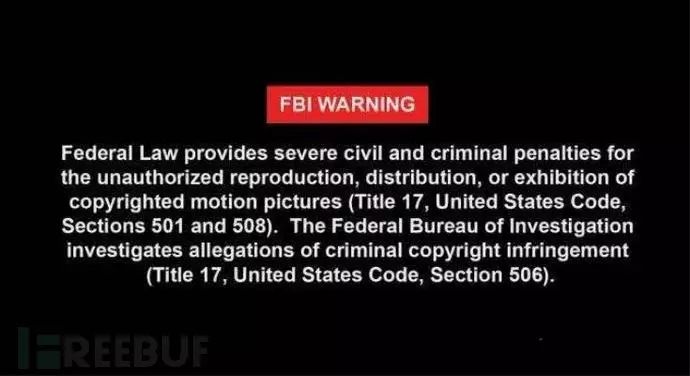 FBI WARNING
Federal Law provides severe civil and criminal penalties for
the unauthorized reproduction, distribution, or exhibition of
copyrighted motion pictures (Title 17, United States Code,
Sections 501 and 508).  The Federal Bureau of Investigation
investigates allegations of criminal copyright infringement
(Title 17, United States Code, Section 506).
FREEBUF